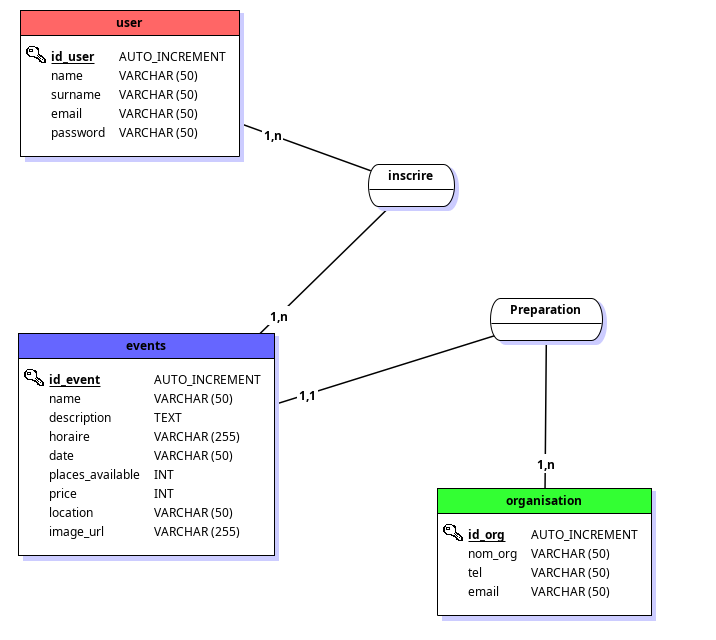 user
id_user AUTO_INCREMENT
name VARCHAR (50)
surname VARCHAR (50)
email VARCHAR (50)
password VARCHAR (50)
1,n
inscrire
1,n
Preparation
events
id_event AUTO_INCREMENT
name VARCHAR (50)
description TEXT
horaire VARCHAR (255)
date VARCHAR (50)
places_available INT
price INT
location VARCHAR (50)
image_url VARCHAR (255)
1,1
1,n
organisation
id_org AUTO_INCREMENT
nom_org VARCHAR (50)
tel VARCHAR (50)
email VARCHAR (50)